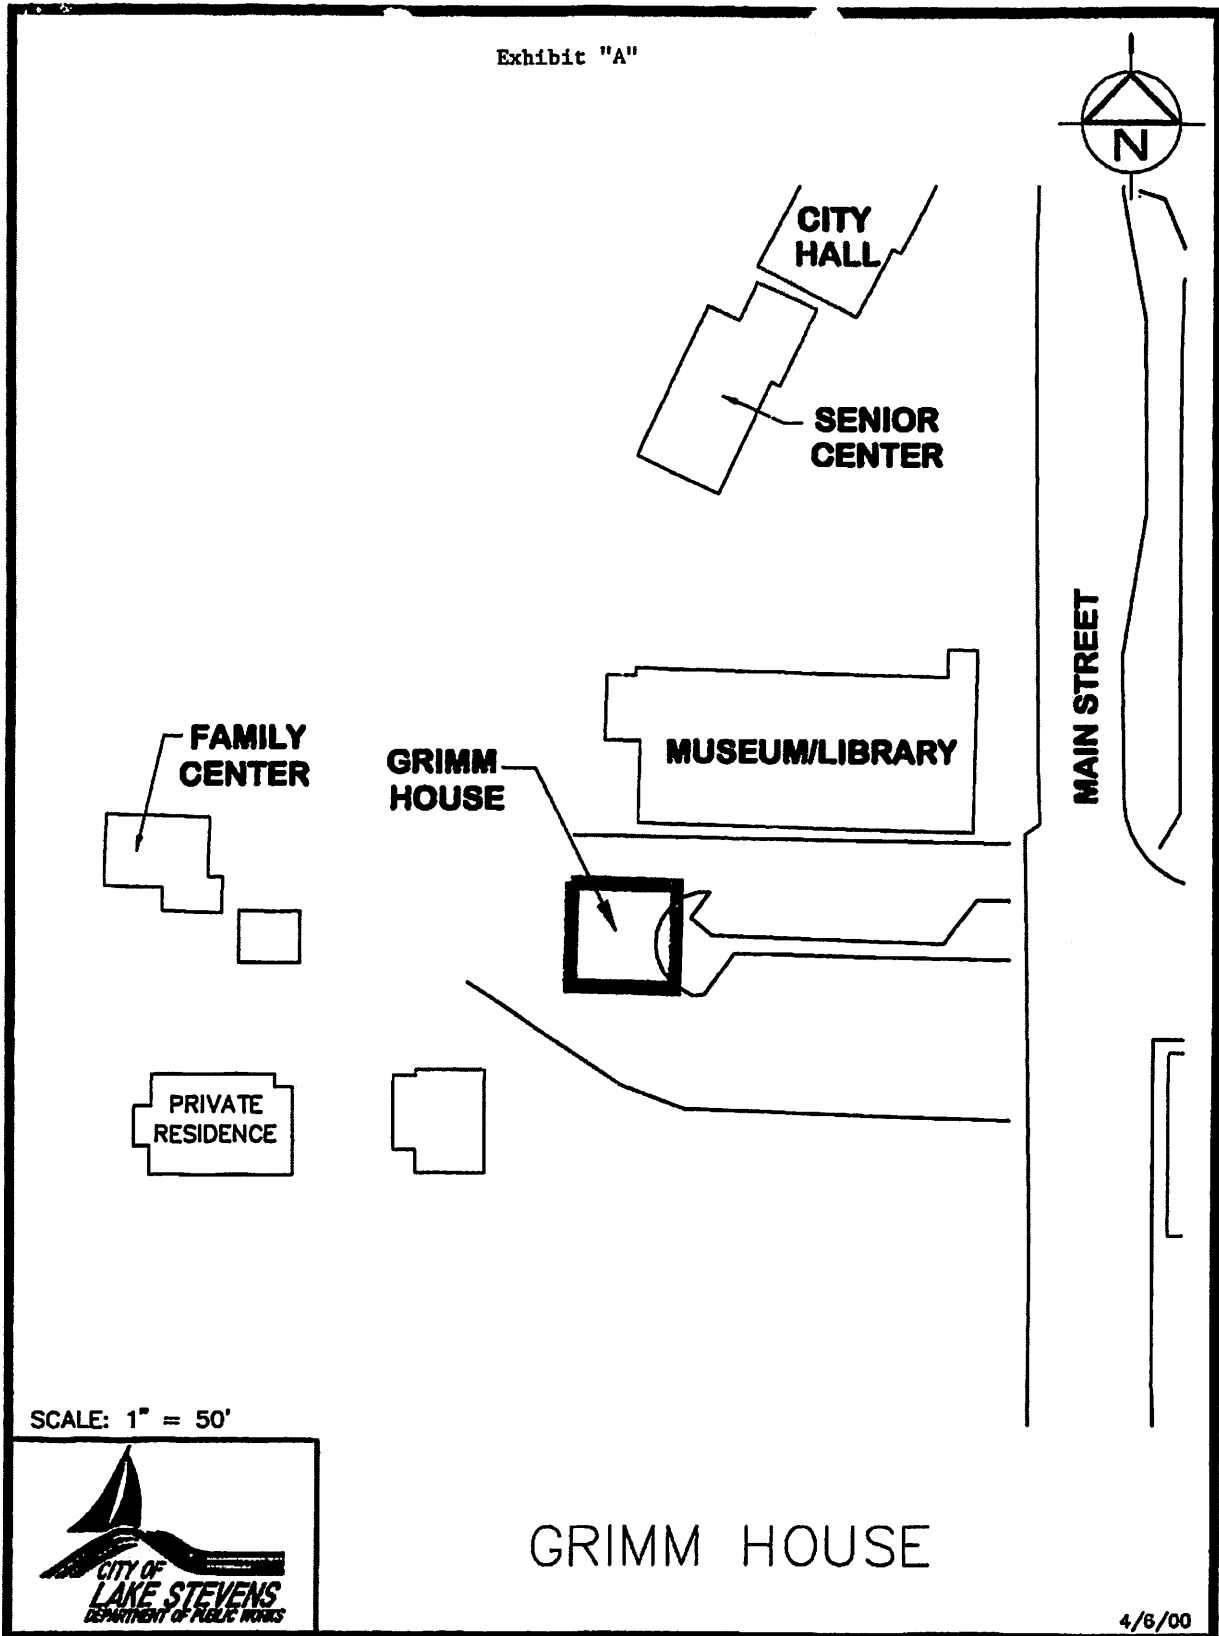 Exhibit "A"
N
CITY
HALL
SENIOR
CENTER
MAIN STREET
FAMILY
CENTER
GRIMM
HOUSE
MUSEUM/LIBRARY
PRIVATE
RESIDENCE
SCALE: 1" = 50'
CITY OF
LAKE STEVENS
DEPARTMENT OF PUBLIC WORKS
GRIMM HOUSE
4/6/00